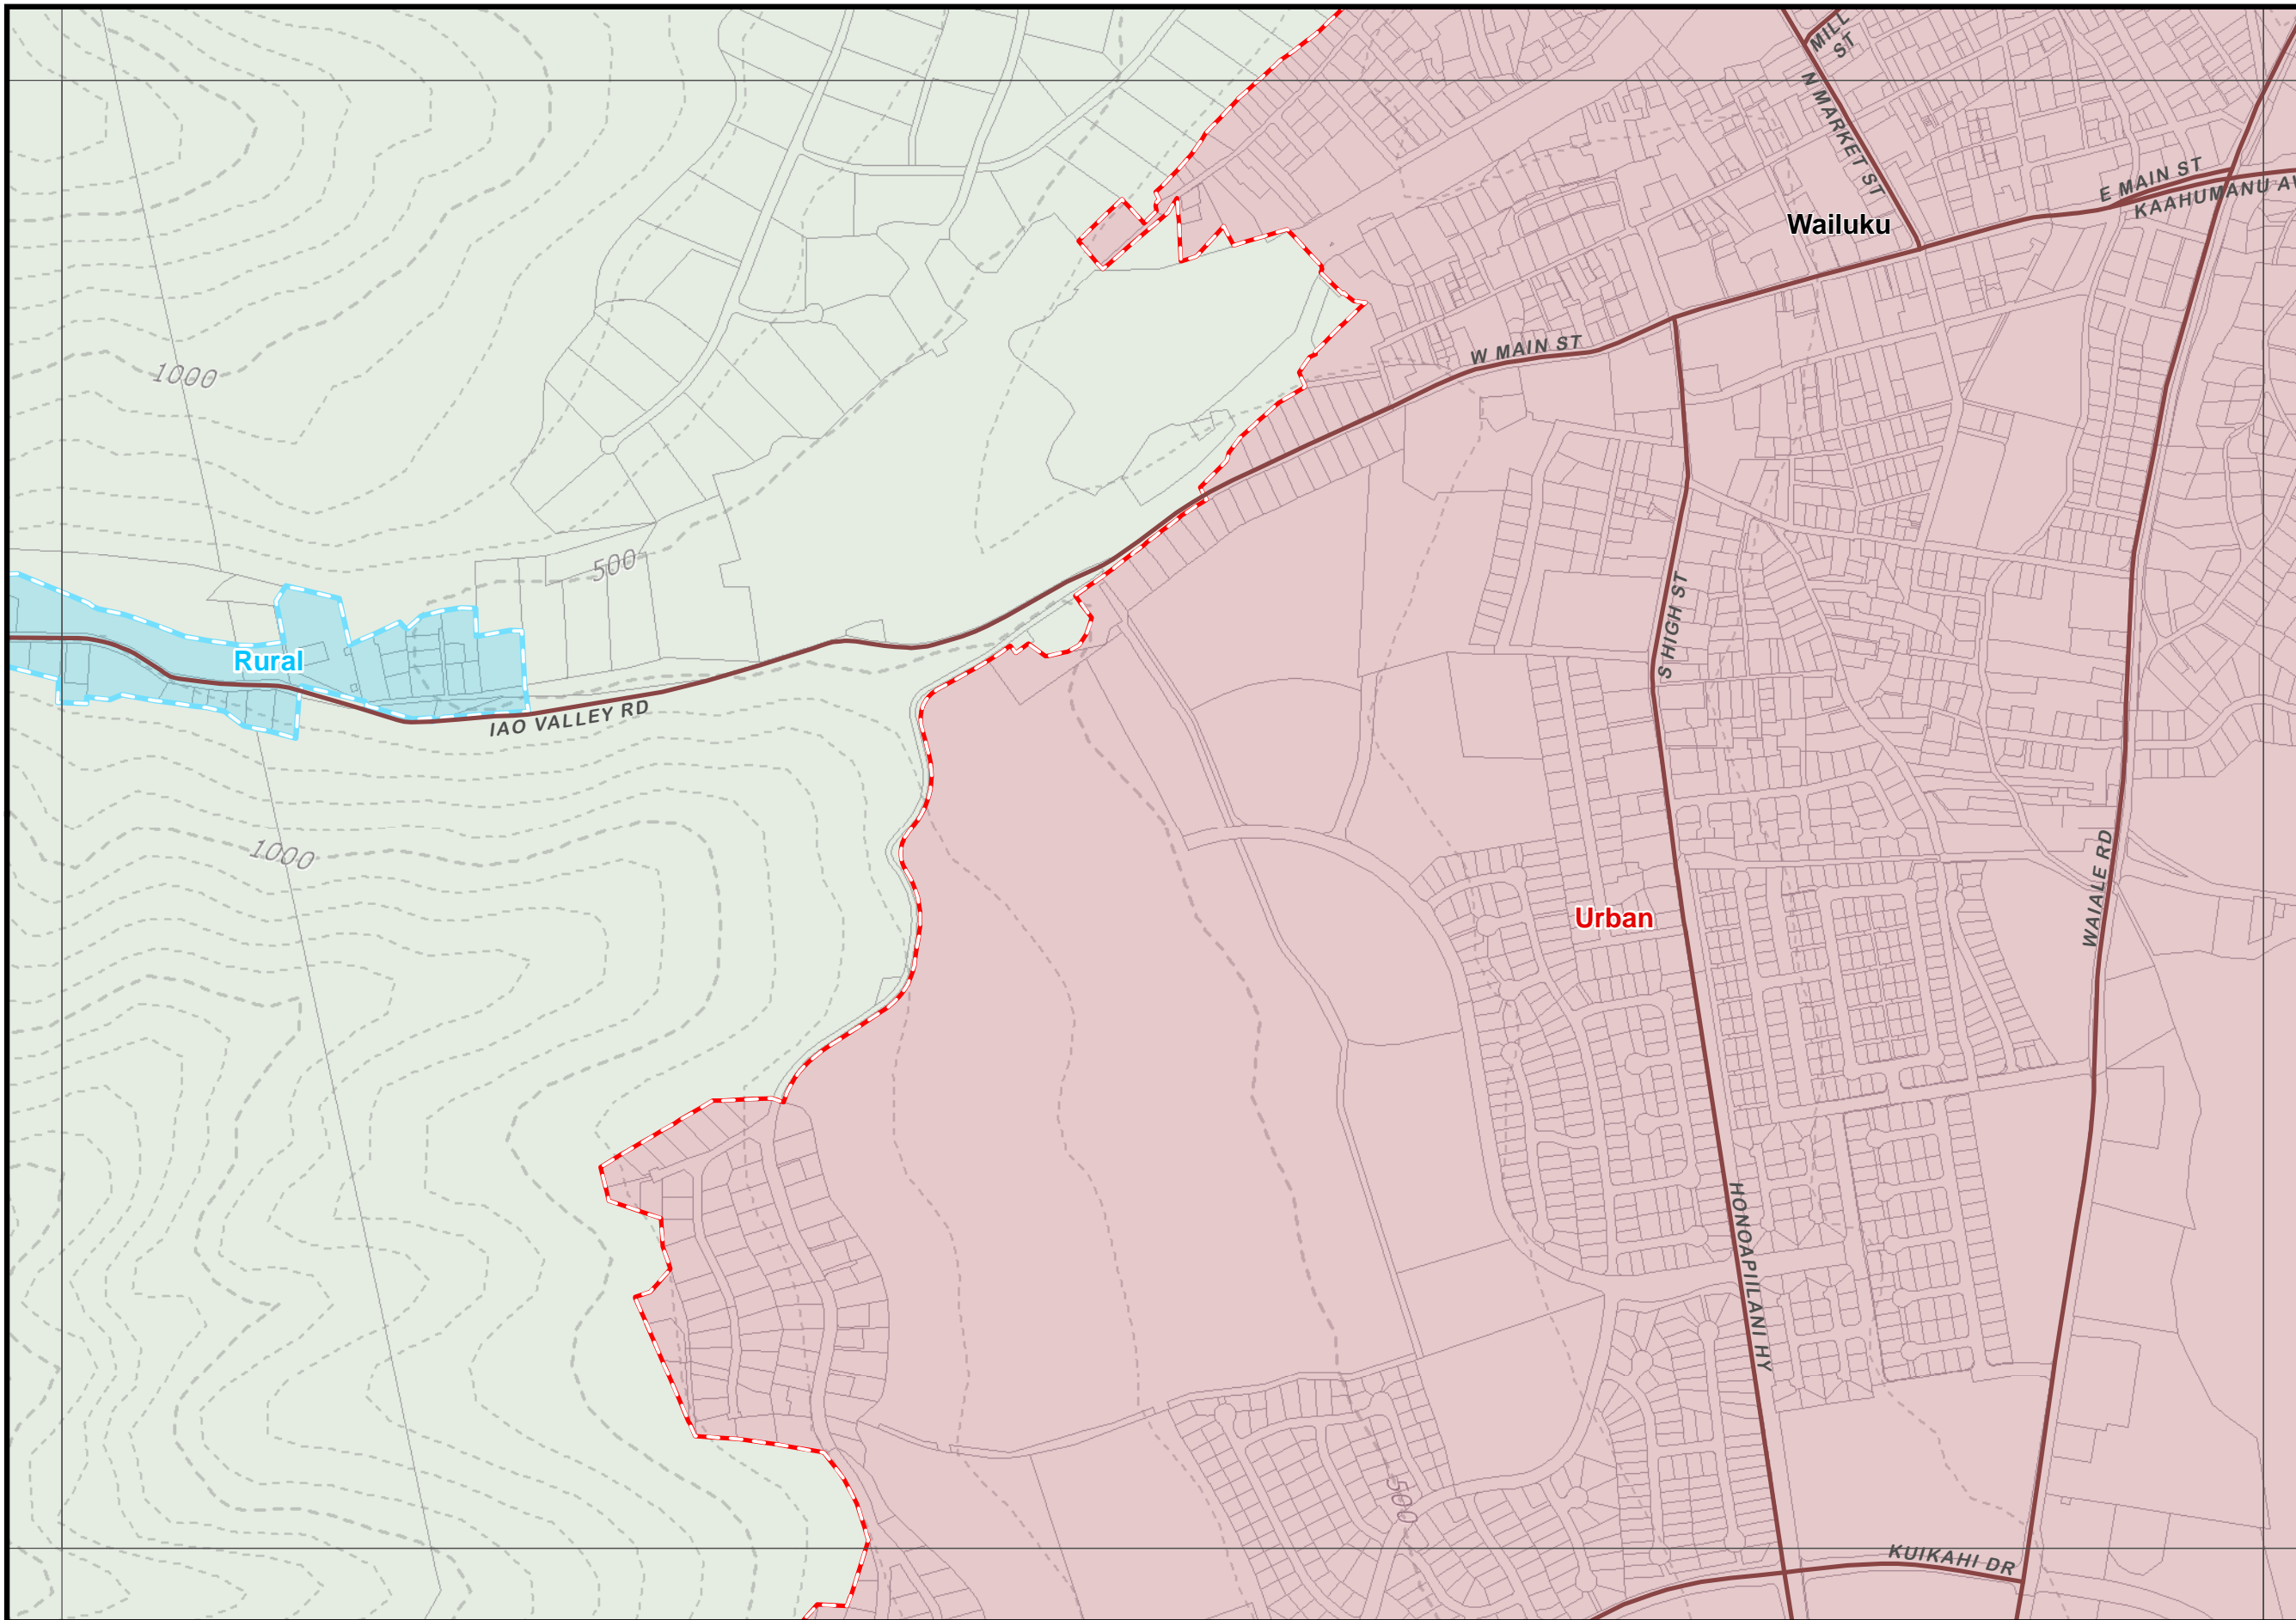 MILL
ST
N MARKET ST
E MAIN ST
KAAHUMANU AV
Wailuku
W MAIN ST
1000
500
S HIGH ST
Rural
IAO VALLEY RD
1000
WAIALE RD
Urban
HONOAPIILANI HY
500
KUIKAHI DR